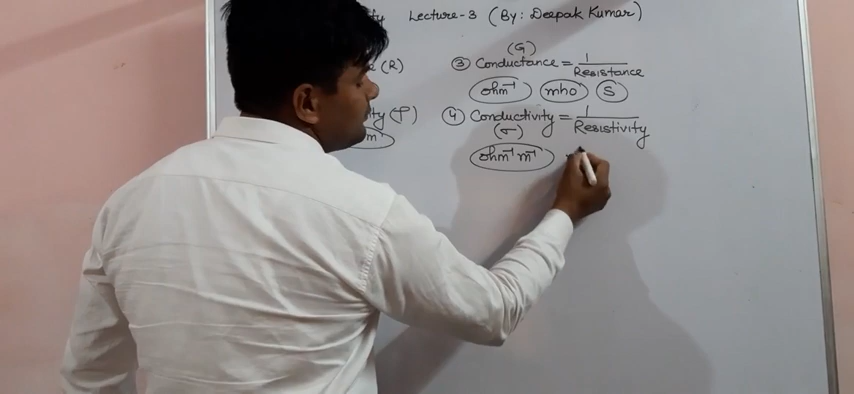 Lecture-3 (By: Deepak Kumar)
(R)
(G)
③ Conductance = 1/Resistance
ohm⁻¹ mho S
(ρ)
④ Conductivity = 1/Resistivity
(σ)
ohm⁻¹ m⁻¹